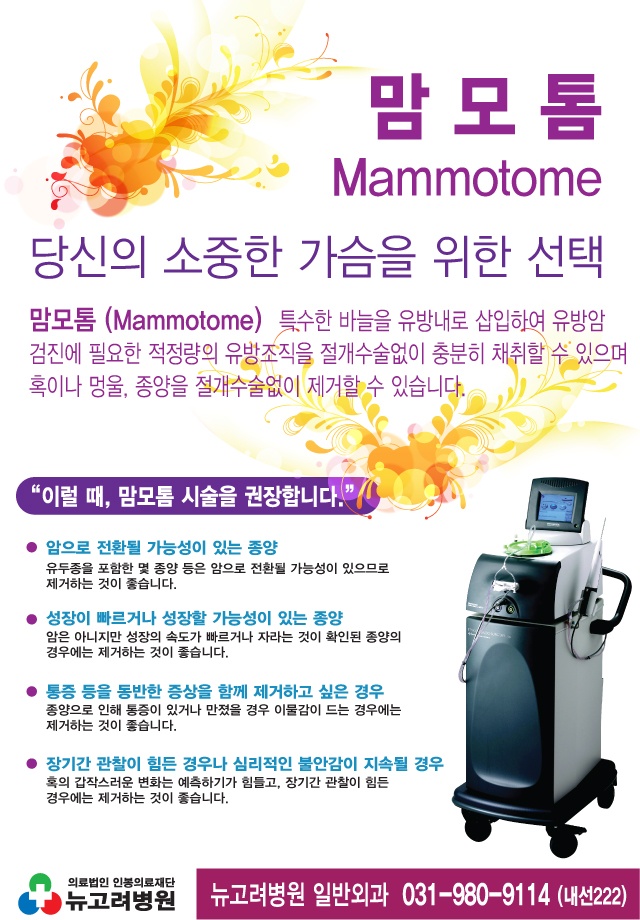 맘모톰
Mammotome
당신의 소중한 가슴을 위한 선택
맘모톰 (Mammotome) 특수한 바늘을 유방내로 삽입하여 유방암
검진에 필요한 적정량의 유방조직을 절개수술없이 충분히 채취할 수 있으며
혹이나 멍울, 종양을 절개수술없이 제거할 수 있습니다.
“이럴 때, 맘모톰 시술을 권장합니다.”
● 암으로 전환될 가능성이 있는 종양
유두종을 포함한 몇 종양 등은 암으로 전환될 가능성이 있으므로
제거하는 것이 좋습니다.
● 성장이 빠르거나 성장할 가능성이 있는 종양
암은 아니지만 성장의 속도가 빠르거나 자라는 것이 확인된 종양의
경우에는 제거하는 것이 좋습니다.
● 통증 등을 동반한 증상을 함께 제거하고 싶은 경우
종양으로 인해 통증이 있거나 만졌을 경우 이물감이 드는 경우에는
제거하는 것이 좋습니다.
● 장기간 관찰이 힘든 경우나 심리적인 불안감이 지속될 경우
혹의 갑작스러운 변화는 예측하기가 힘들고, 장기간 관찰이 힘든
경우에는 제거하는 것이 좋습니다.
의료법인 인봉의료재단
뉴고려병원
뉴고려병원 일반외과 031-980-9114 (내선222)